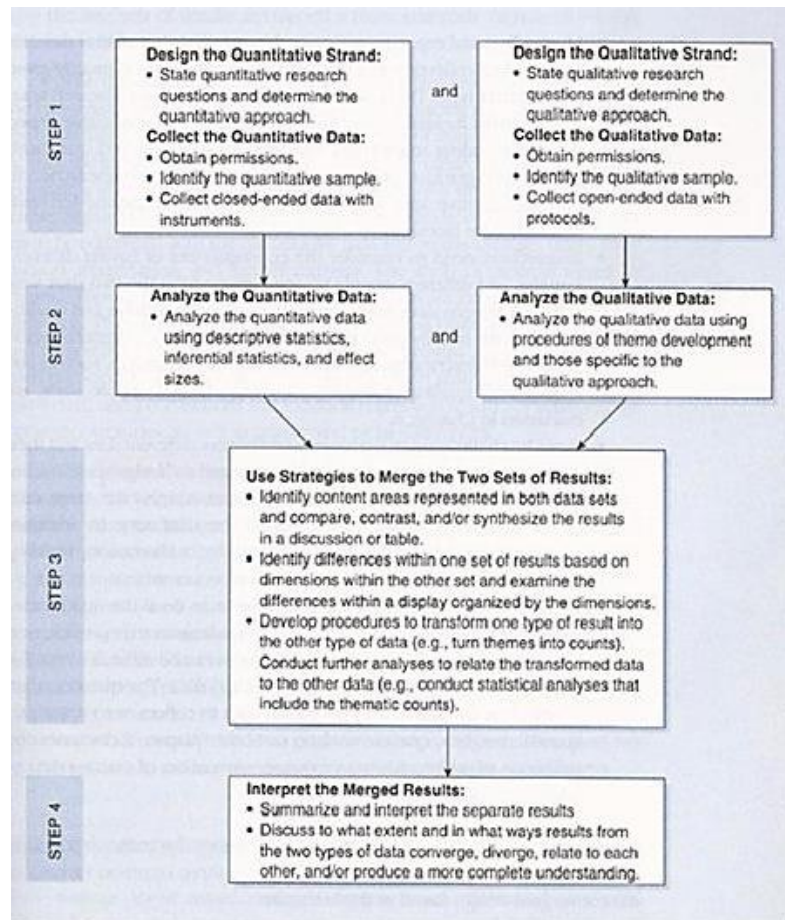 STEP 1
Design the Quantitative Strand:
• State quantitative research
questions and determine the
quantitative approach.
Collect the Quantitative Data:
• Obtain permissions.
• Identify the quantitative sample.
• Collect closed-ended data with
instruments.
and
Design the Qualitative Strand:
• State qualitative research
questions and determine the
qualitative approach.
Collect the Qualitative Data:
• Obtain permissions.
• Identify the qualitative sample.
• Collect open-ended data with
protocols.
STEP 2
Analyze the Quantitative Data:
• Analyze the quantitative data
using descriptive statistics,
inferential statistics, and effect
sizes.
and
Analyze the Qualitative Data:
• Analyze the qualitative data using
procedures of theme development
and those specific to the
qualitative approach.
STEP 3
Use Strategies to Merge the Two Sets of Results:
• Identify content areas represented in both data sets
and compare, contrast, and/or synthesize the results
in a discussion or table.
• Identify differences within one set of results based on
dimensions within the other set and examine the
differences within a display organized by the dimensions.
• Develop procedures to transform one type of result into
the other type of data (e.g., turn themes into counts).
Conduct further analyses to relate the transformed data
to the other data (e.g., conduct statistical analyses that
include the thematic counts).
STEP 4
Interpret the Merged Results:
• Summarize and interpret the separate results
• Discuss to what extent and in what ways results from
the two types of data converge, diverge, relate to each
other, and/or produce a more complete understanding.